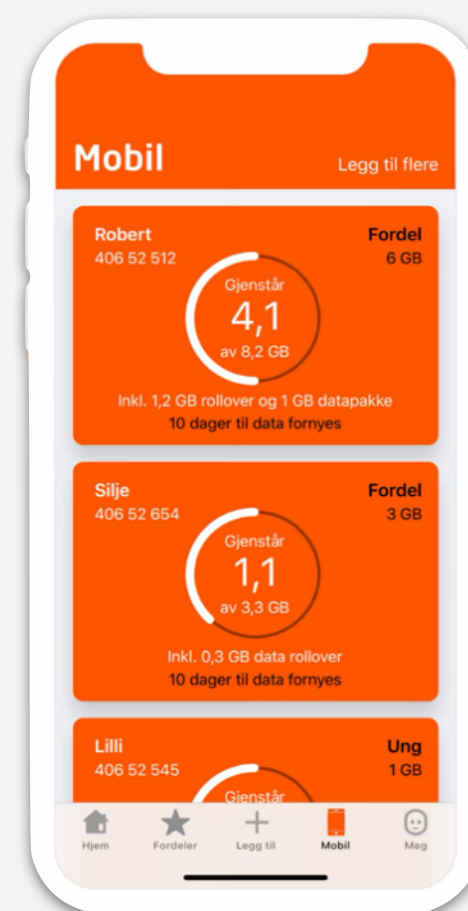 Mobil
Legg til flere
Robert
Fordel
406 52 512
6 GB
Gjenstår
4,1
av 8,2 GB
Inkl. 1,2 GB rollover og 1 GB datapakke
10 dager til data fornyes
Silje
Fordel
406 52 654
3 GB
Gjenstår
1,1
av 3,3 GB
Inkl. 0,3 GB data rollover
10 dager til data fornyes
Lilli
Ung
406 52 545
1 GB
Gjenstår
Hjem
Fordeler
Legg til
Mobil
Meg